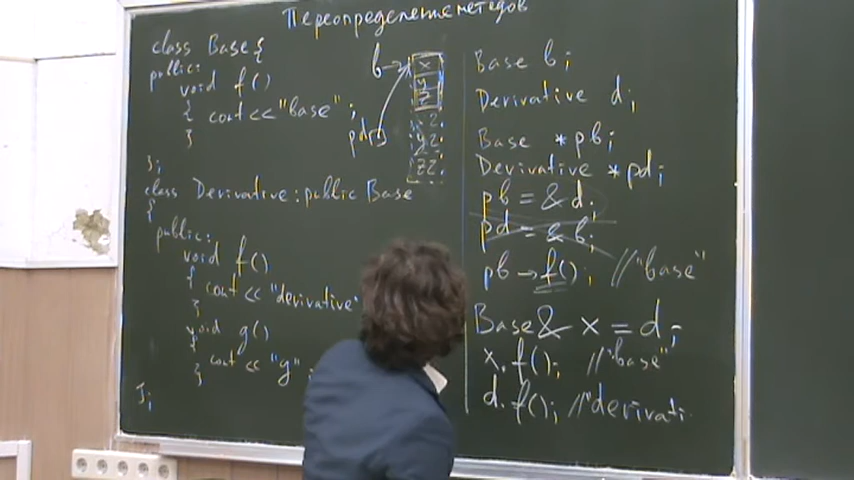 Переопределение методов
class Base {
public:
void f()
{ cout << "base" ;
}
};
class Derivative : public Base
{
public:
void f()
{ cout << "derivative"
}
void g()
{ cout << "g" ;
}
};
b
x
y
z
pd
y2
z2
Base b;
Derivative d;
Base *pb;
Derivative *pd;
pb = & d;
pd = & b;
pb → f(); // "base"
Base & x = d;
x. f(); // "base"
d. f(); // "derivati